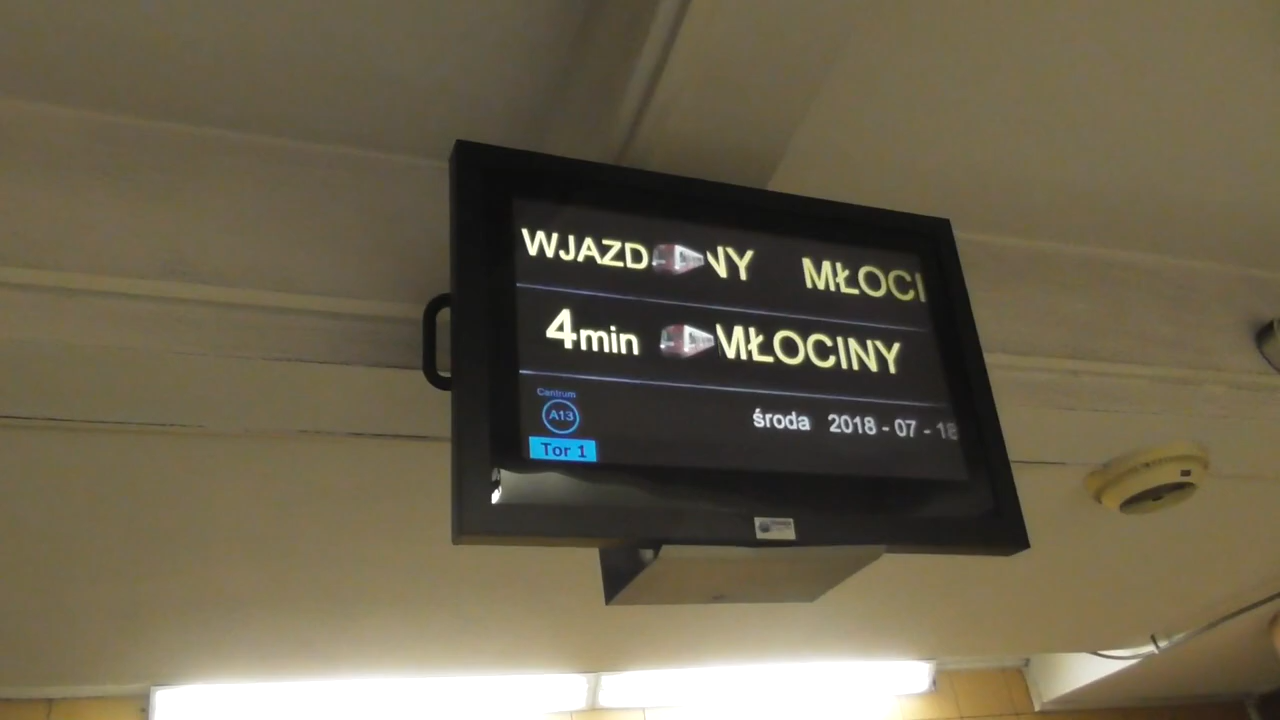 WJAZD NY MŁOCI
4min MŁOCINY
Centrum
A13
środa 2018 - 07 - 18
Tor 1